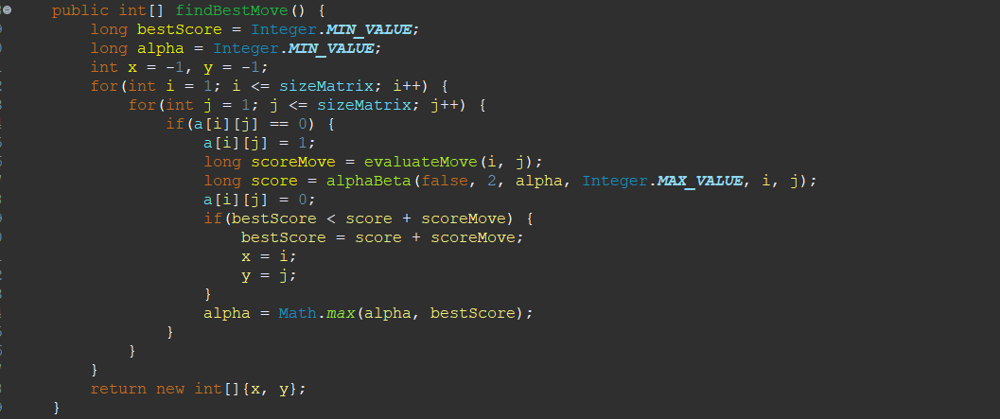 public int[] findBestMove() {
long bestScore = Integer.MIN_VALUE;
long alpha = Integer.MIN_VALUE;
int x = -1, y = -1;
for(int i = 1; i <= sizeMatrix; i++) {
for(int j = 1; j <= sizeMatrix; j++) {
if(a[i][j] == 0) {
a[i][j] = 1;
long scoreMove = evaluateMove(i, j);
long score = alphaBeta(false, 2, alpha, Integer.MAX_VALUE, i, j);
a[i][j] = 0;
if(bestScore < score + scoreMove) {
bestScore = score + scoreMove;
x = i;
y = j;
}
alpha = Math.max(alpha, bestScore);
}
}
}
return new int[]{x, y};
}